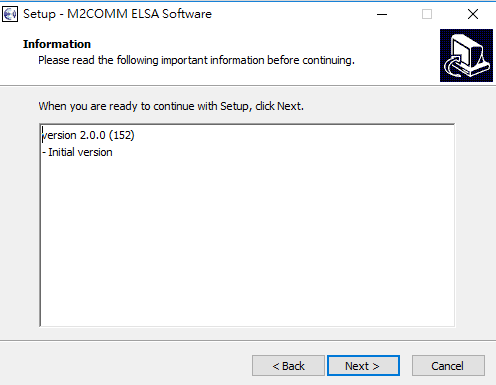 Setup - M2COMM ELSA Software
Information
Please read the following important information before continuing.
When you are ready to continue with Setup, click Next.
version 2.0.0 (152)
- Initial version
< Back
Next >
Cancel